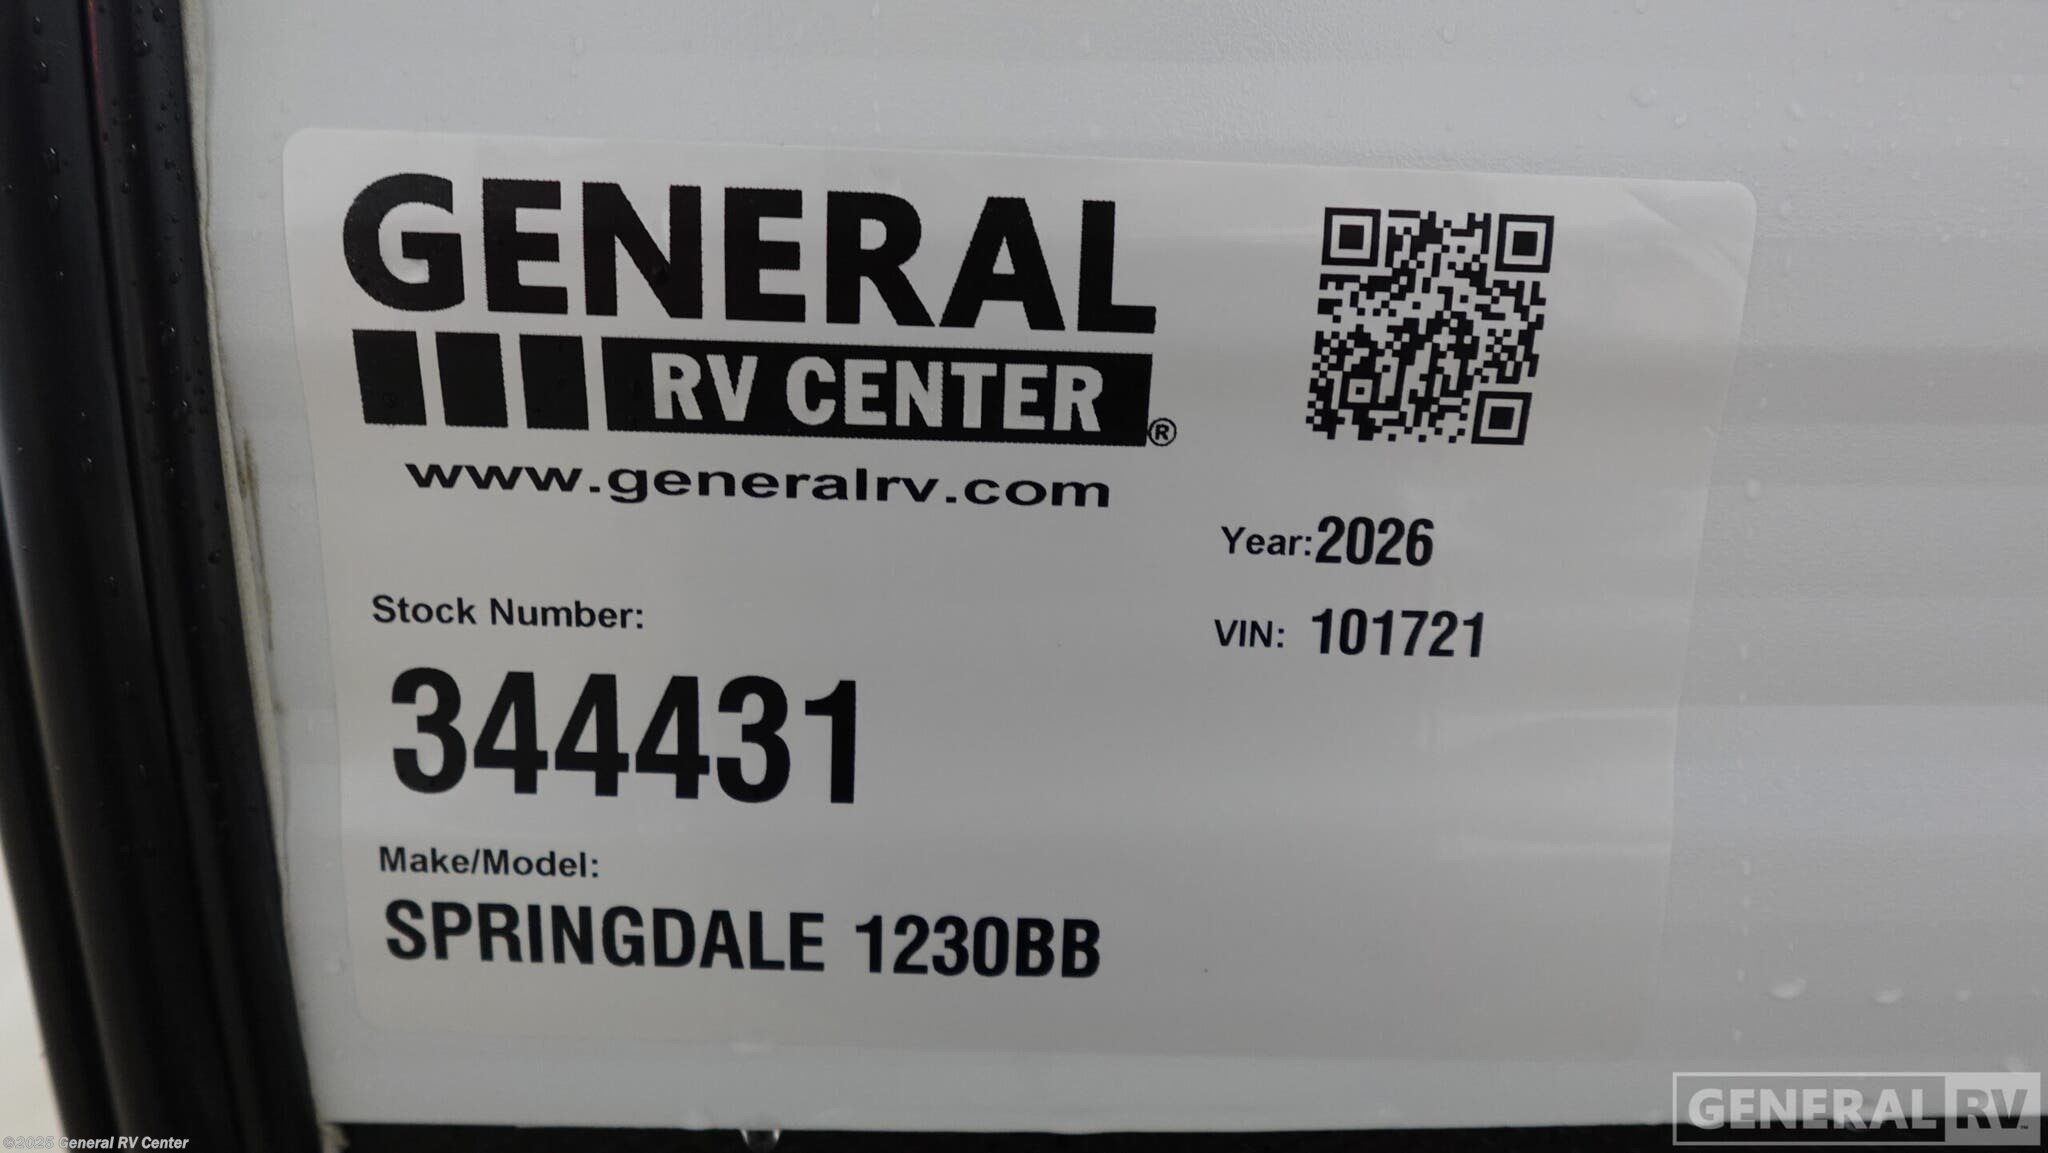 GENERAL
RV CENTER®
www.generalrv.com
Year: 2026
VIN: 101721
Stock Number:
344431
Make/Model:
SPRINGDALE 1230BB
©2025 General RV Center
GENERAL RV™